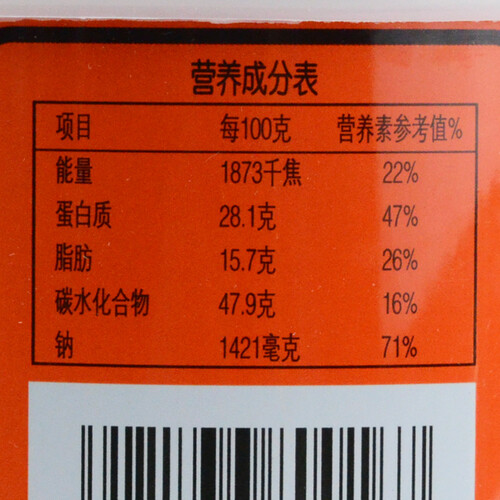 营养成分表
项目 每100克 营养素参考值%
能量 1873千焦 22%
蛋白质 28.1克 47%
脂肪 15.7克 26%
碳水化合物 47.9克 16%
钠 1421毫克 71%